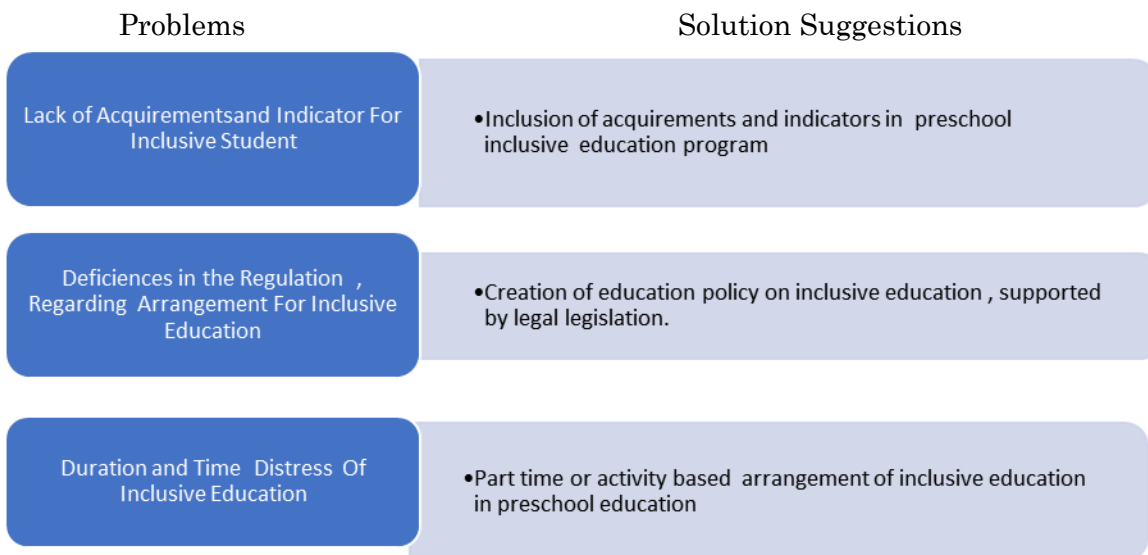 Problems
Solution Suggestions
Lack of Acquirementsand Indicator For
Inclusive Student
•Inclusion of acquirements and indicators in preschool
inclusive education program
Deficiences in the Regulation ,
Regarding Arrangement For Inclusive
Education
•Creation of education policy on inclusive education , supported
by legal legislation.
Duration and Time Distress Of
Inclusive Education
•Part time or activity based arrangement of inclusive education
in preschool education